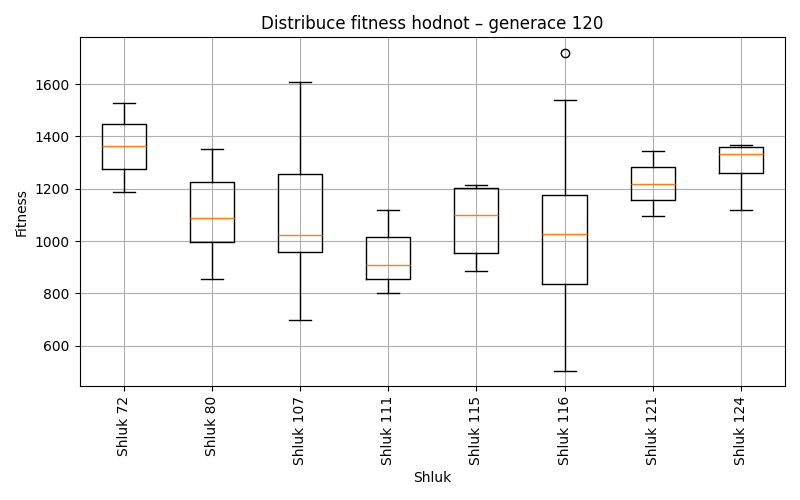 Distribuce fitness hodnot – generace 120
Fitness
1600
1400
1200
1000
800
600
Shluk 72
Shluk 80
Shluk 107
Shluk 111
Shluk 115
Shluk 116
Shluk 121
Shluk 124
Shluk